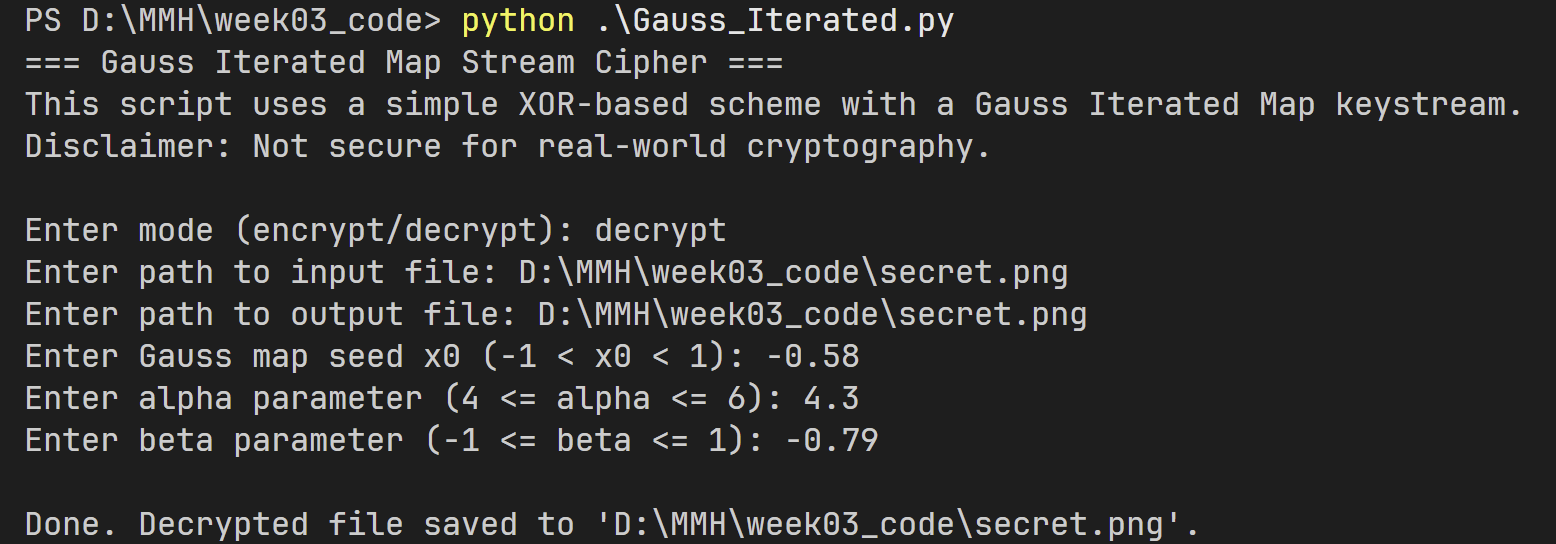 PS D:\MMH\week03_code> python .\Gauss_Iterated.py
=== Gauss Iterated Map Stream Cipher ===
This script uses a simple XOR-based scheme with a Gauss Iterated Map keystream.
Disclaimer: Not secure for real-world cryptography.
Enter mode (encrypt/decrypt): decrypt
Enter path to input file: D:\MMH\week03_code\secret.png
Enter path to output file: D:\MMH\week03_code\secret.png
Enter Gauss map seed x0 (-1 < x0 < 1): -0.58
Enter alpha parameter (4 <= alpha <= 6): 4.3
Enter beta parameter (-1 <= beta <= 1): -0.79
Done. Decrypted file saved to 'D:\MMH\week03_code\secret.png'.